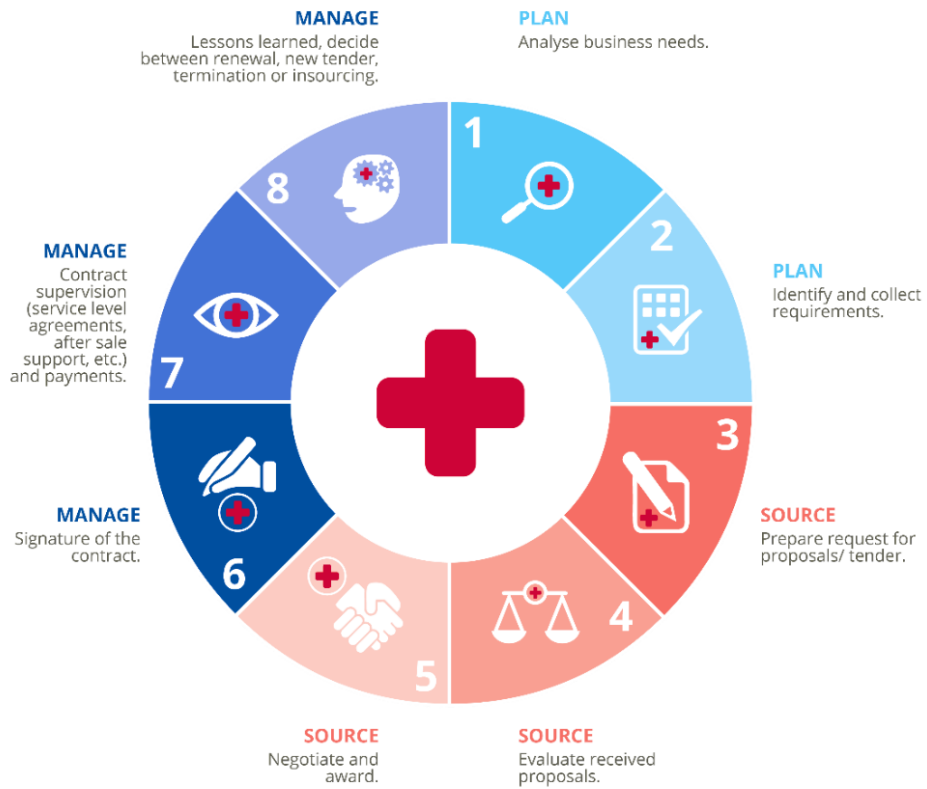 MANAGE
Lessons learned, decide
between renewal, new tender,
termination or insourcing.
PLAN
Analyse business needs.
1
8
2
MANAGE
Contract
supervision
(service level
agreements,
after sale
support, etc.)
and payments.
PLAN
Identify and collect
requirements.
7
3
MANAGE
Signature of the
contract.
SOURCE
Prepare request for
proposals/ tender.
6
4
5
SOURCE
Negotiate and
award.
SOURCE
Evaluate received
proposals.